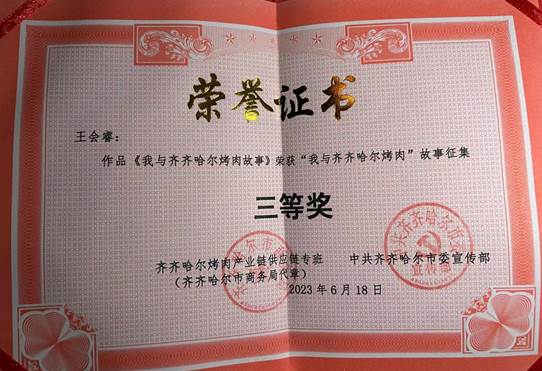 荣誉证书
王会睿：
作品《我与齐齐哈尔烤肉故事》荣获“我与齐齐哈尔烤肉”故事征集
三等奖
齐齐哈尔烤肉产业链供应链专班 中共齐齐哈尔市委宣传部
（齐齐哈尔市商务局代章）
2023年6月18日
宣传部